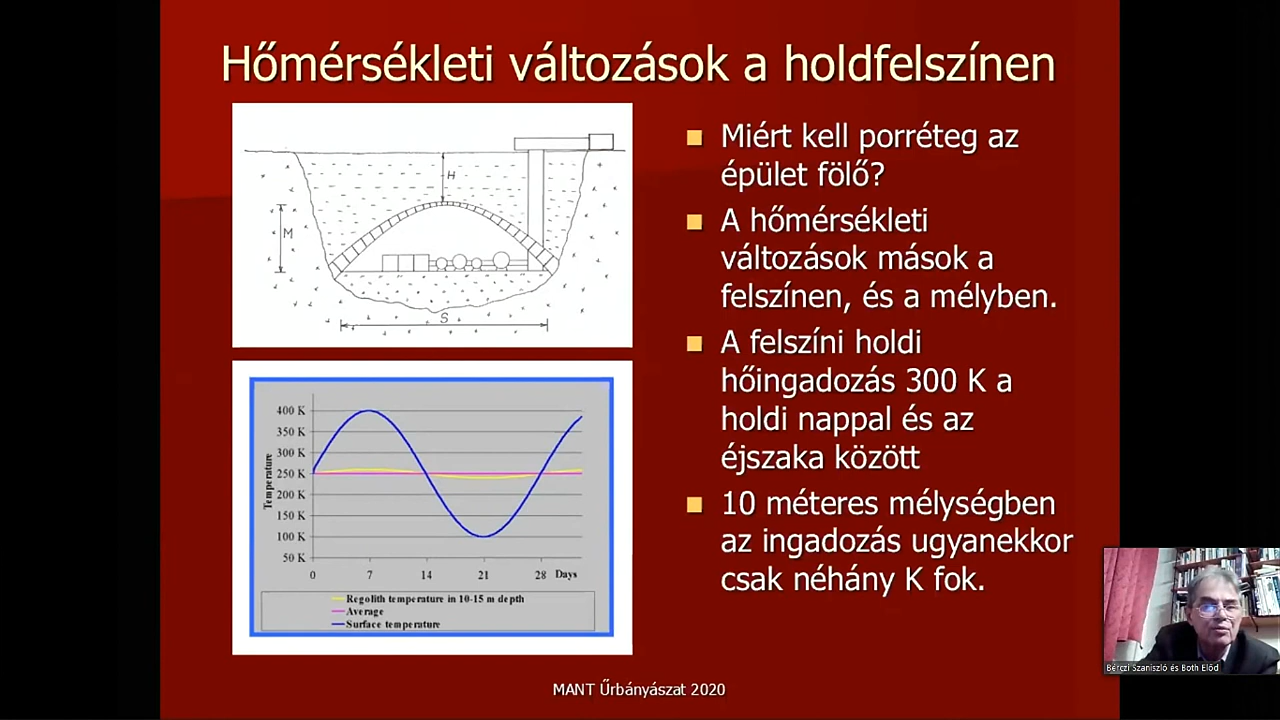 Hőmérsékleti változások a holdfelszínen
H
M
S
Miért kell porréteg az
épület fölő?
A hőmérsékleti
változások mások a
felszínen, és a mélyben.
A felszíni holdi
hőingadozás 300 K a
holdi nappal és az
éjszaka között
10 méteres mélységben
az ingadozás ugyanekkor
csak néhány K fok.
Temperature
400 K
350 K
300 K
250 K
200 K
150 K
100 K
50 K
0 7 14 21 28 Days
Regolith temperature in 10-15 m depth
Average
Surface temperature
MANT Űrbányászat 2020
Bérczi Szaniszló és Both Előd